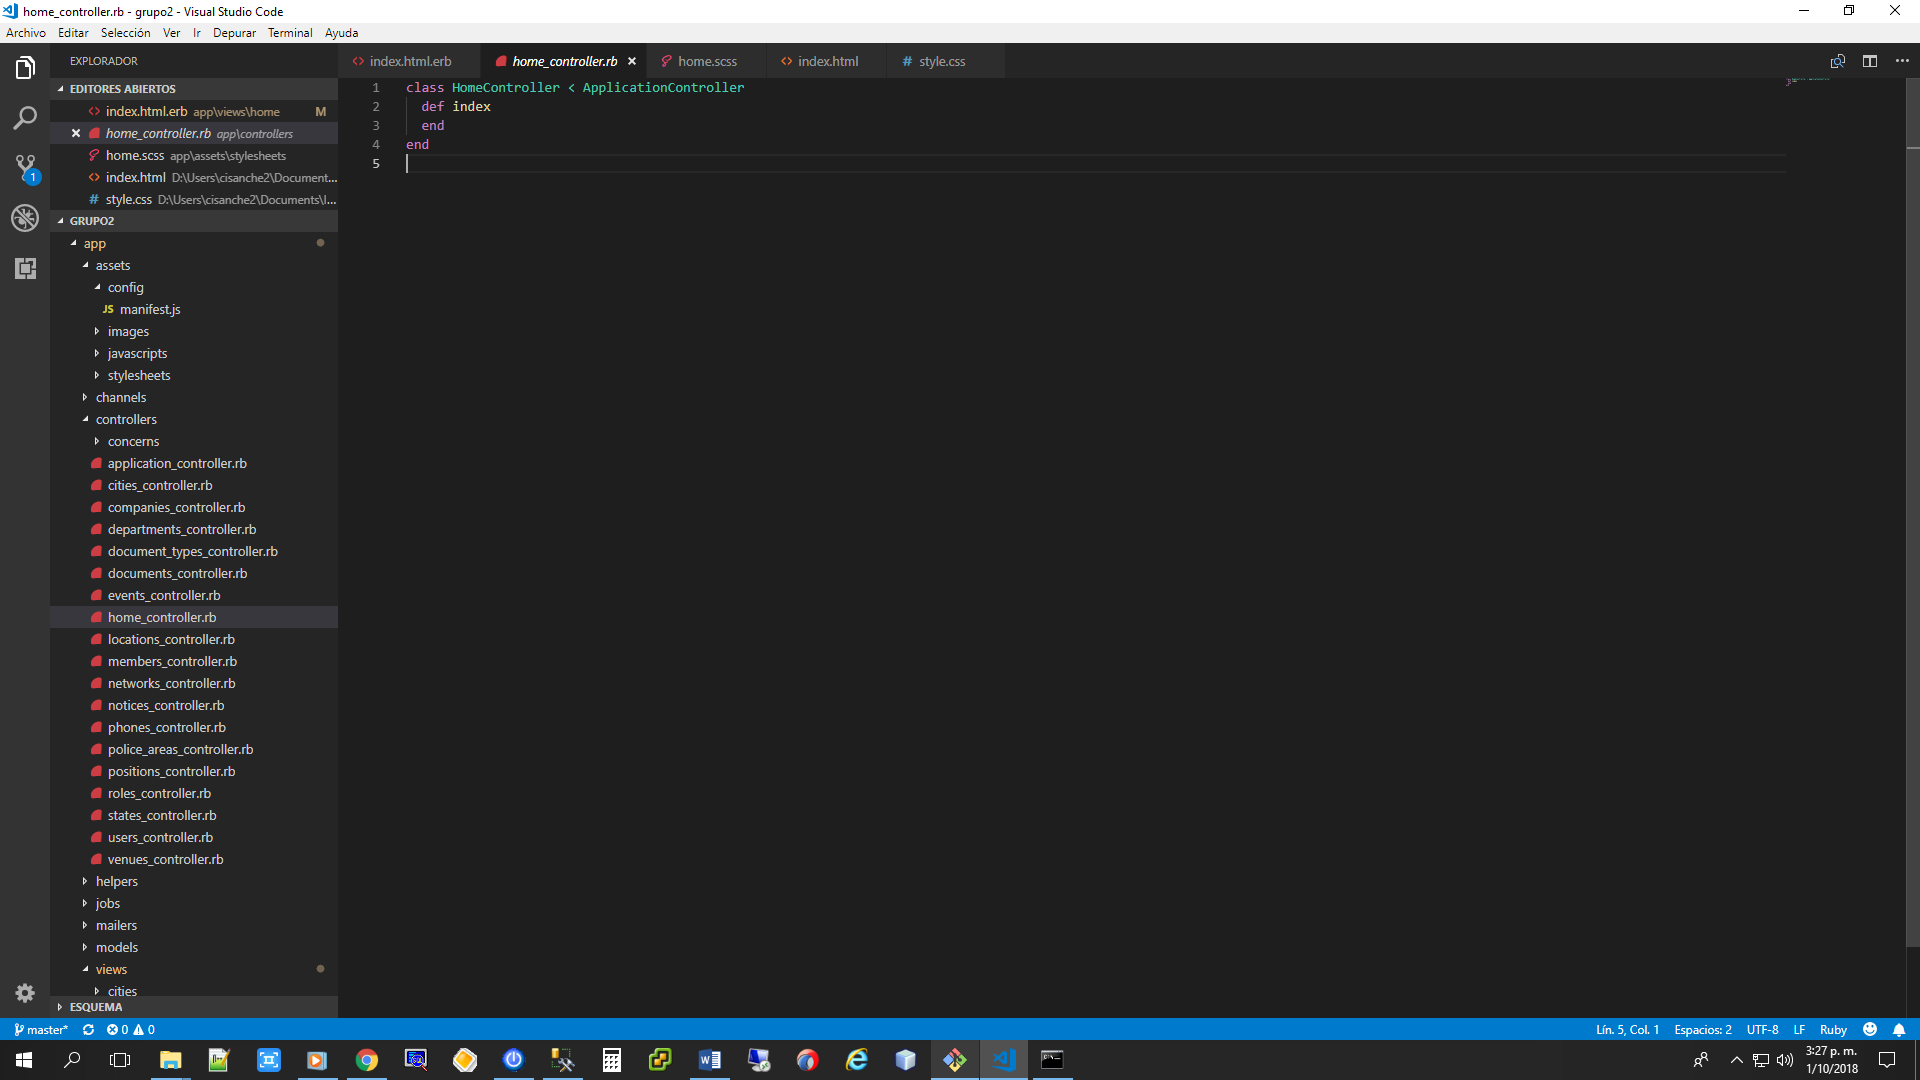 home_controller.rb - grupo2 - Visual Studio Code
Archivo Editar Selección Ver Ir Depurar Terminal Ayuda
EXPLORADOR
index.html.erb home_controller.rb home.scss index.html style.css
EDITORES ABIERTOS
index.html.erb app\views\home M
home_controller.rb app\controllers
home.scss app\assets\stylesheets
index.html D:\Users\cisanche2\Document...
style.css D:\Users\cisanche2\Documents\I...
GRUPO2
app
assets
config
JS manifest.js
images
javascripts
stylesheets
channels
controllers
concerns
application_controller.rb
cities_controller.rb
companies_controller.rb
departments_controller.rb
document_types_controller.rb
documents_controller.rb
events_controller.rb
home_controller.rb
locations_controller.rb
members_controller.rb
networks_controller.rb
notices_controller.rb
phones_controller.rb
police_areas_controller.rb
positions_controller.rb
roles_controller.rb
states_controller.rb
users_controller.rb
venues_controller.rb
helpers
jobs
mailers
models
views
cities
ESQUEMA
1 class HomeController < ApplicationController
2 def index
3 end
4 end
5
1
master* 0 0 Lín. 5, Col. 1 Espacios: 2 UTF-8 LF Ruby
3:27 p. m.
1/10/2018